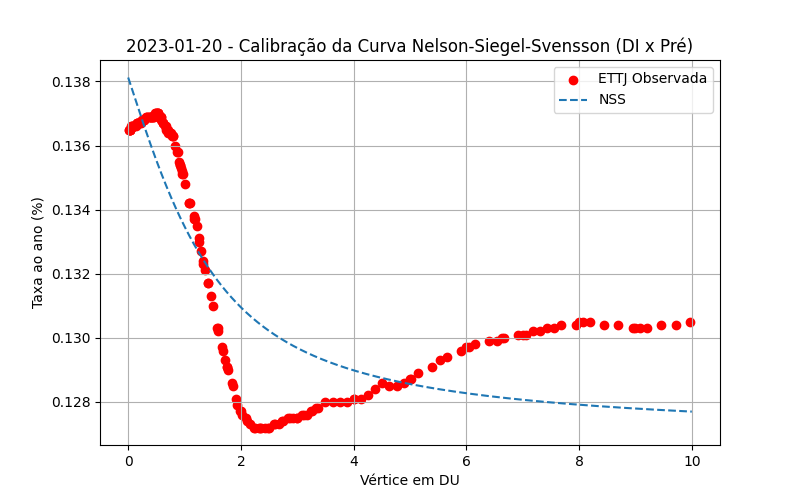 2023-01-20 - Calibração da Curva Nelson-Siegel-Svensson (DI x Pré)
ETTJ Observada
NSS
Taxa ao ano (%)
0.138
0.136
0.134
0.132
0.130
0.128
0 2 4 6 8 10
Vértice em DU